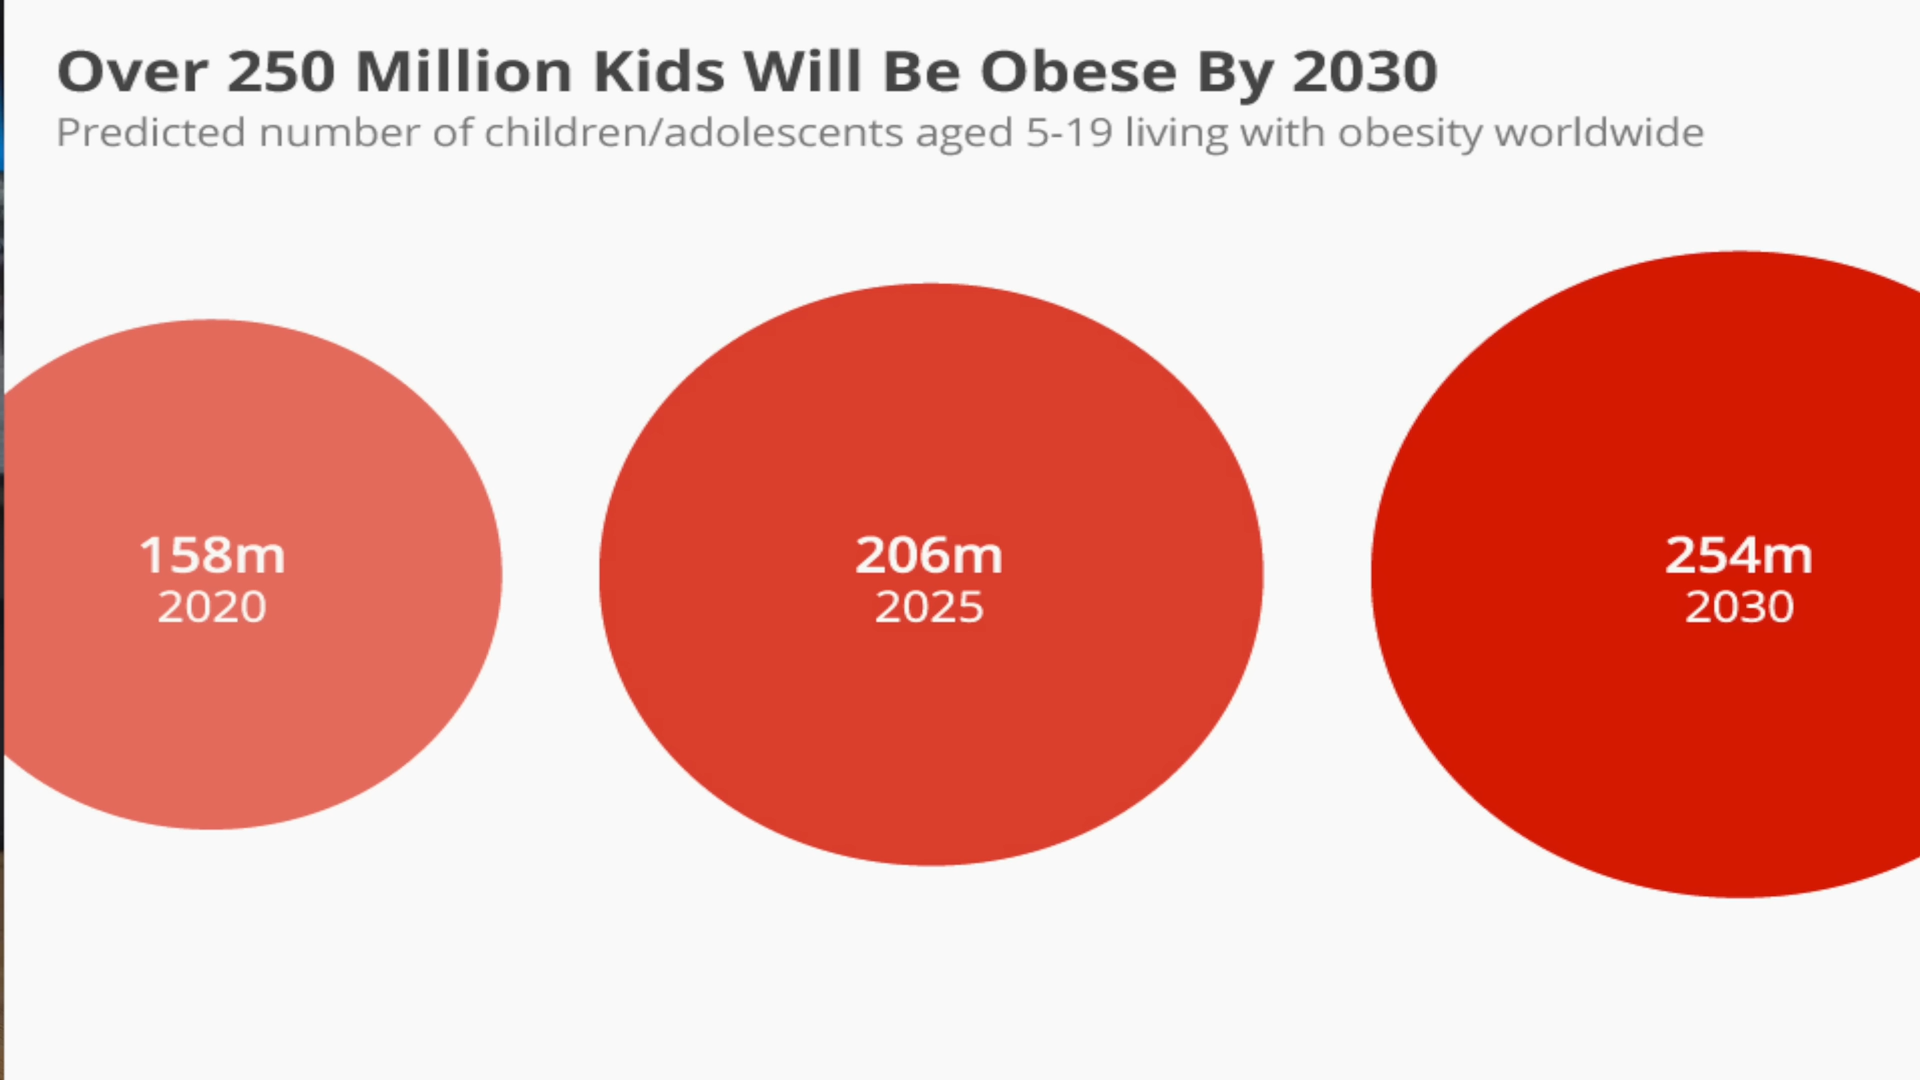 Over 250 Million Kids Will Be Obese By 2030
Predicted number of children/adolescents aged 5-19 living with obesity worldwide
158m
2020
206m
2025
254m
2030